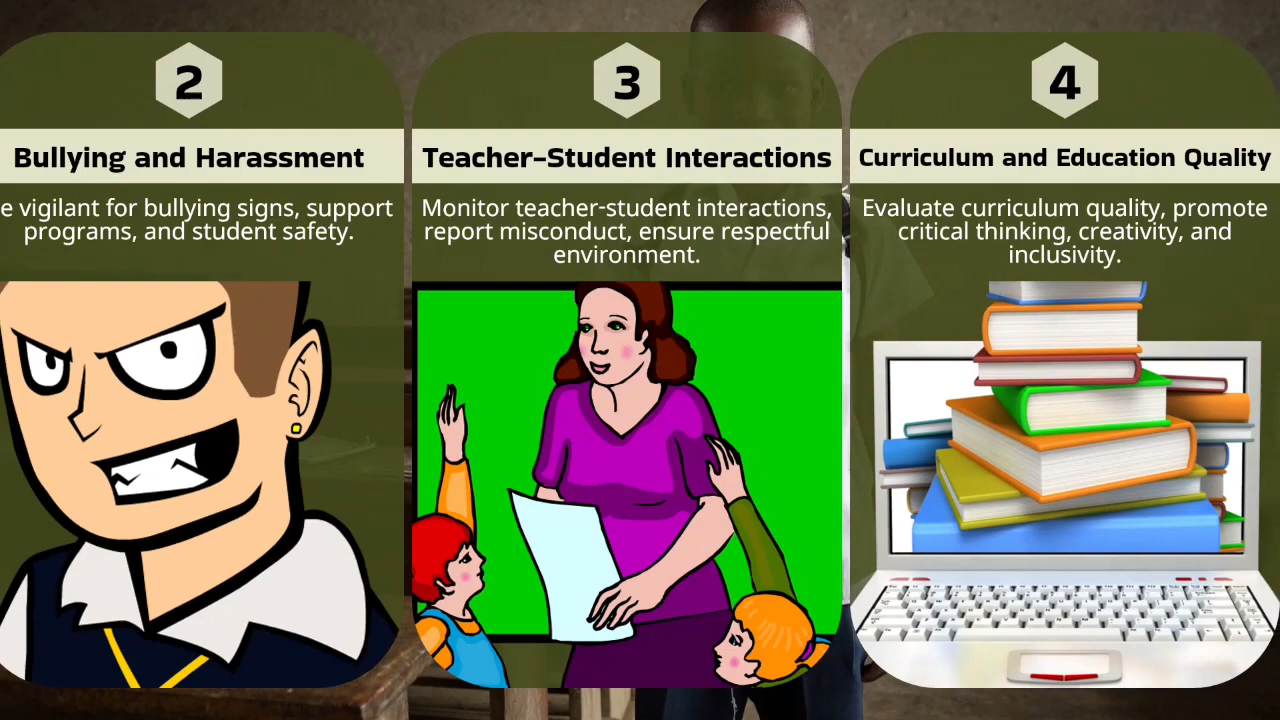 2
Bullying and Harassment
e vigilant for bullying signs, support
programs, and student safety.
3
Teacher-Student Interactions
Monitor teacher-student interactions,
report misconduct, ensure respectful
environment.
4
Curriculum and Education Quality
Evaluate curriculum quality, promote
critical thinking, creativity, and
inclusivity.